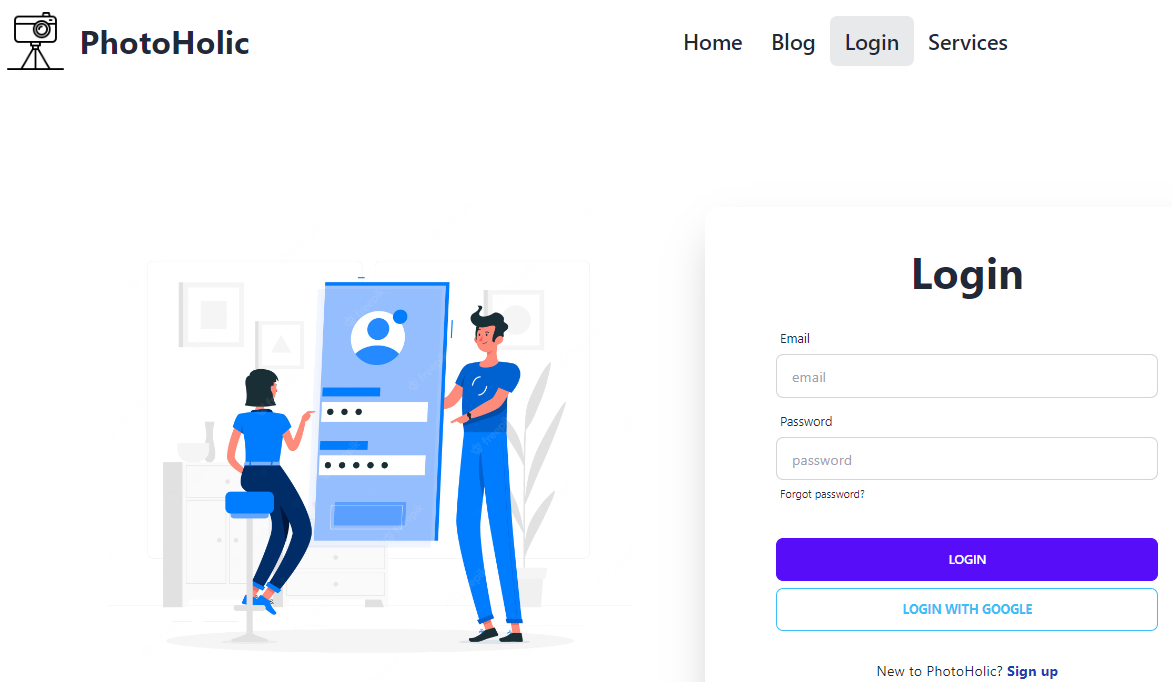 PhotoHolic
Home Blog Login Services
Login
Email
email
Password
password
Forgot password?
LOGIN
LOGIN WITH GOOGLE
New to PhotoHolic? Sign up